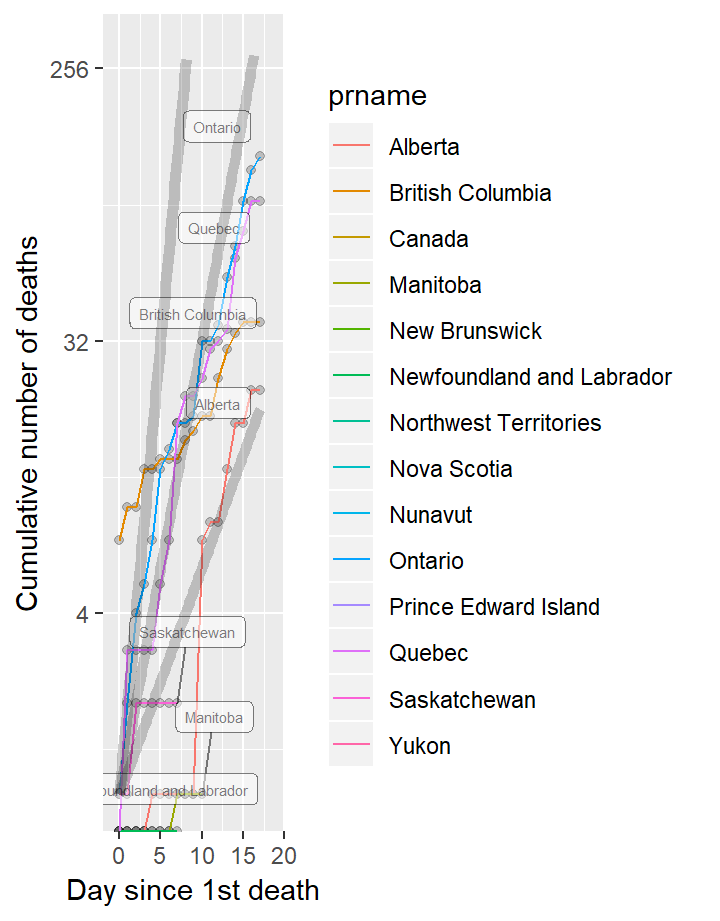 256
32
4
Cumulative number of deaths
Ontario
Quebec
British Columbia
Alberta
Saskatchewan
Manitoba
oundland and Labrador
0 5 10 15 20
Day since 1st death
prname
Alberta
British Columbia
Canada
Manitoba
New Brunswick
Newfoundland and Labrador
Northwest Territories
Nova Scotia
Nunavut
Ontario
Prince Edward Island
Quebec
Saskatchewan
Yukon